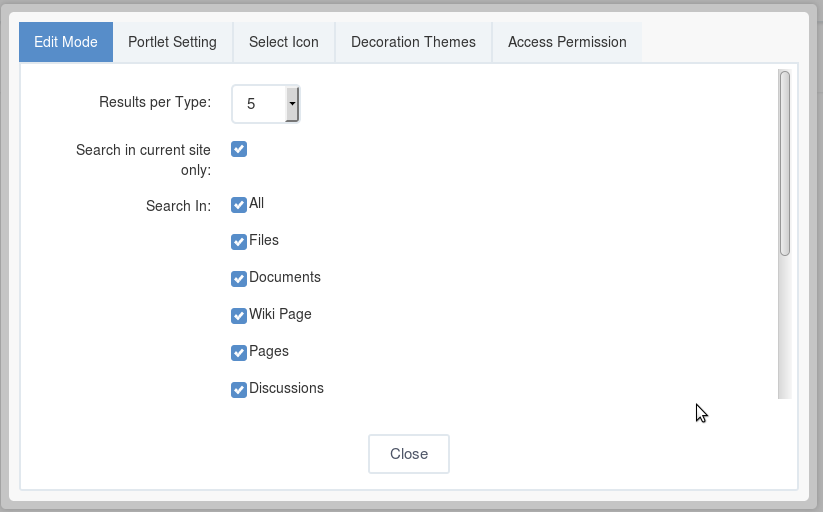 Edit Mode Portlet Setting Select Icon Decoration Themes Access Permission
Results per Type: 5
Search in current site
only:
Search In: All
Files
Documents
Wiki Page
Pages
Discussions
Close